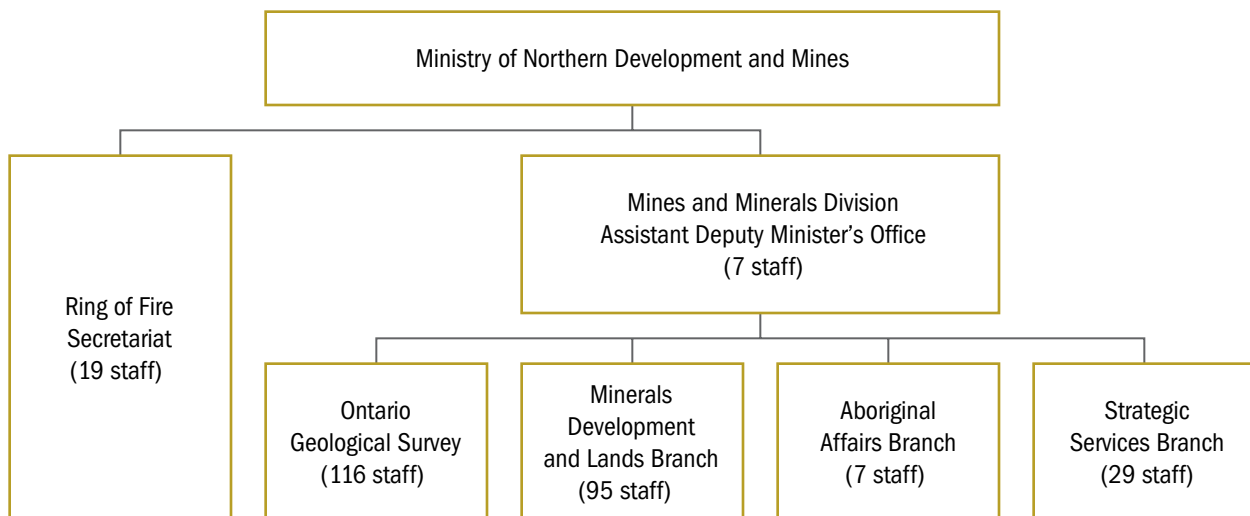 Ministry of Northern Development and Mines
Mines and Minerals Division
Assistant Deputy Minister’s Office
(7 staff)
Ring of Fire
Secretariat
(19 staff)
Ontario
Geological Survey
(116 staff)
Minerals
Development
and Lands Branch
(95 staff)
Aboriginal
Affairs Branch
(7 staff)
Strategic
Services Branch
(29 staff)